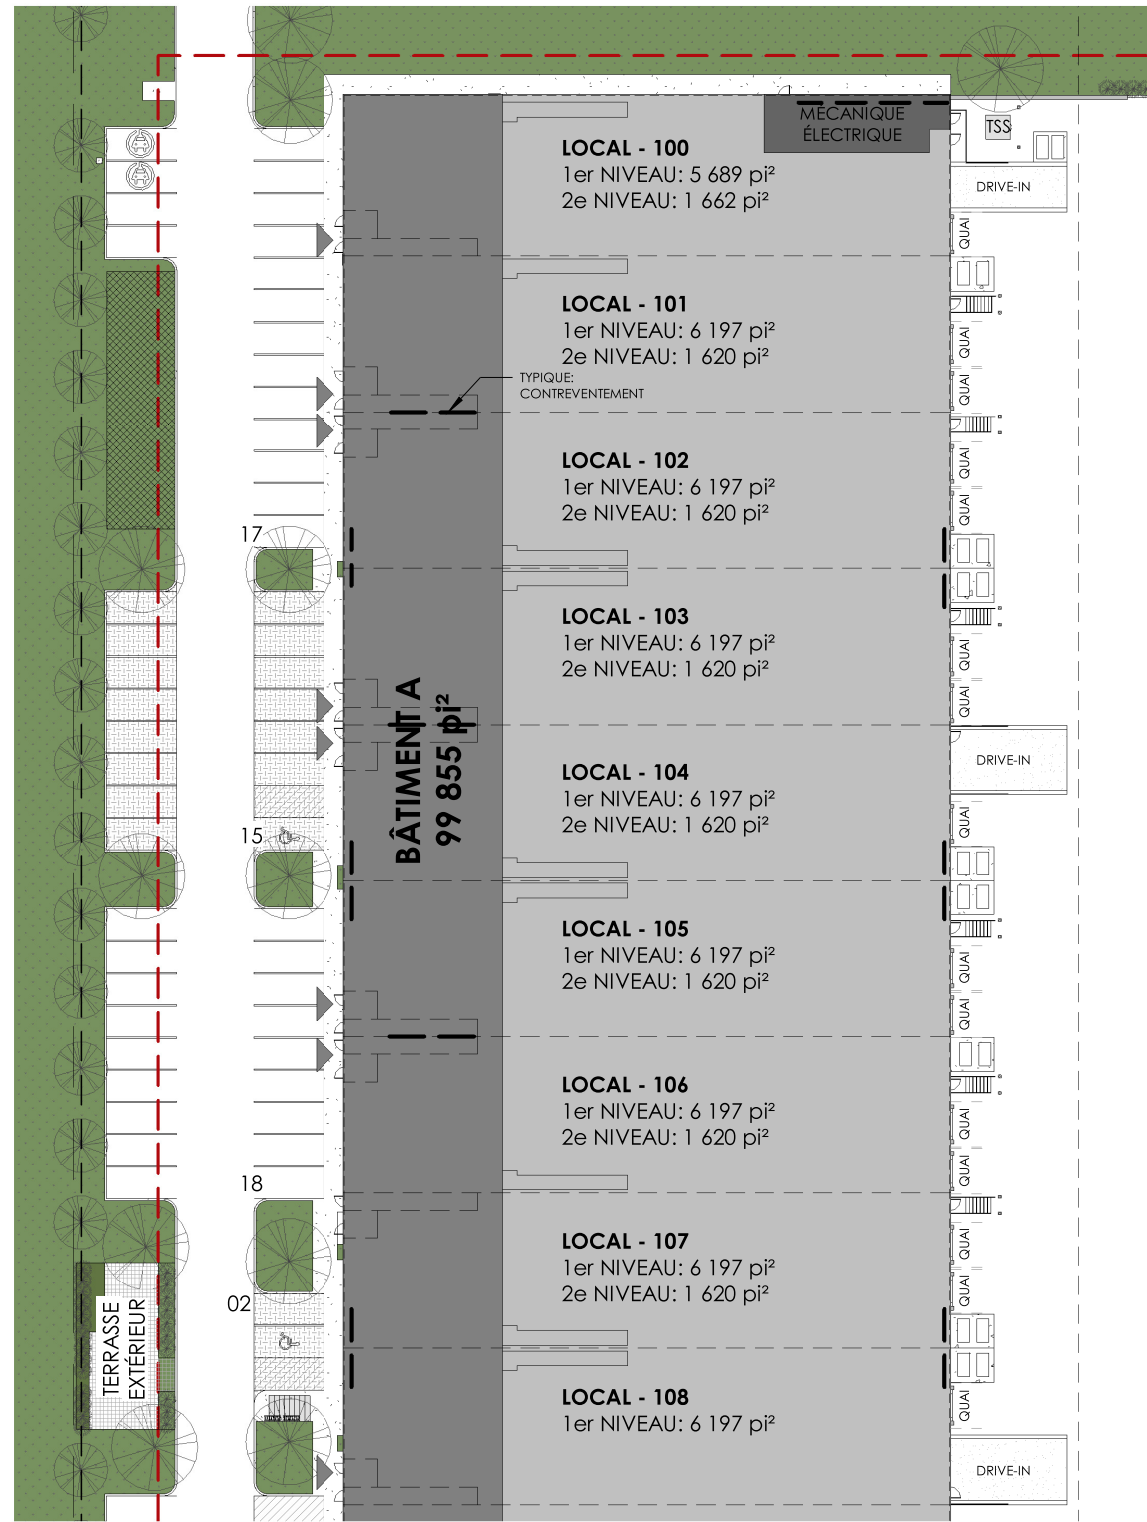 MÉCANIQUE
ÉLECTRIQUE
TSS
LOCAL - 100
1er NIVEAU: 5 689 pi²
2e NIVEAU: 1 662 pi²
DRIVE-IN
QUAI
LOCAL - 101
1er NIVEAU: 6 197 pi²
2e NIVEAU: 1 620 pi²
QUAI
TYPIQUE:
CONTREVENTEMENT
QUAI
LOCAL - 102
1er NIVEAU: 6 197 pi²
2e NIVEAU: 1 620 pi²
QUAI
QUAI
17
LOCAL - 103
1er NIVEAU: 6 197 pi²
2e NIVEAU: 1 620 pi²
QUAI
QUAI
BÂTIMENT A
99 855 pi²
LOCAL - 104
1er NIVEAU: 6 197 pi²
2e NIVEAU: 1 620 pi²
DRIVE-IN
QUAI
15
LOCAL - 105
1er NIVEAU: 6 197 pi²
2e NIVEAU: 1 620 pi²
QUAI
QUAI
LOCAL - 106
1er NIVEAU: 6 197 pi²
2e NIVEAU: 1 620 pi²
QUAI
QUAI
18
LOCAL - 107
1er NIVEAU: 6 197 pi²
2e NIVEAU: 1 620 pi²
QUAI
QUAI
02
TERRASSE
EXTÉRIEUR
LOCAL - 108
1er NIVEAU: 6 197 pi²
QUAI
DRIVE-IN